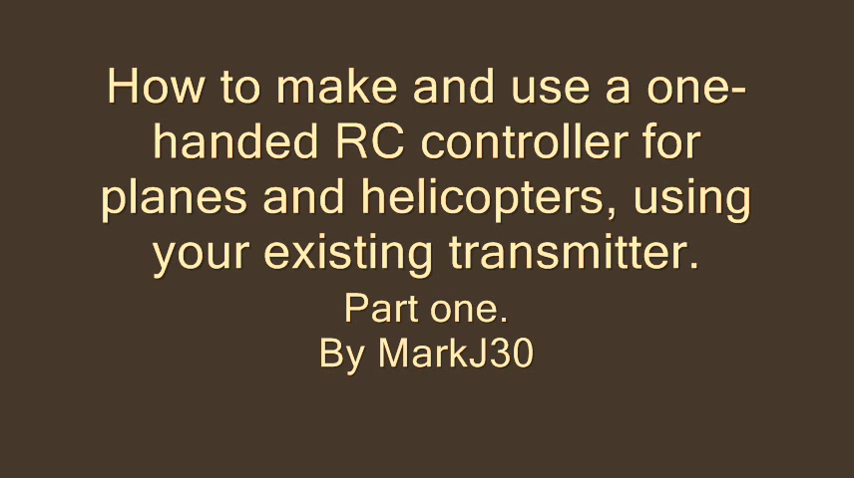 How to make and use a one-
handed RC controller for
planes and helicopters, using
your existing transmitter.
Part one.
By MarkJ30